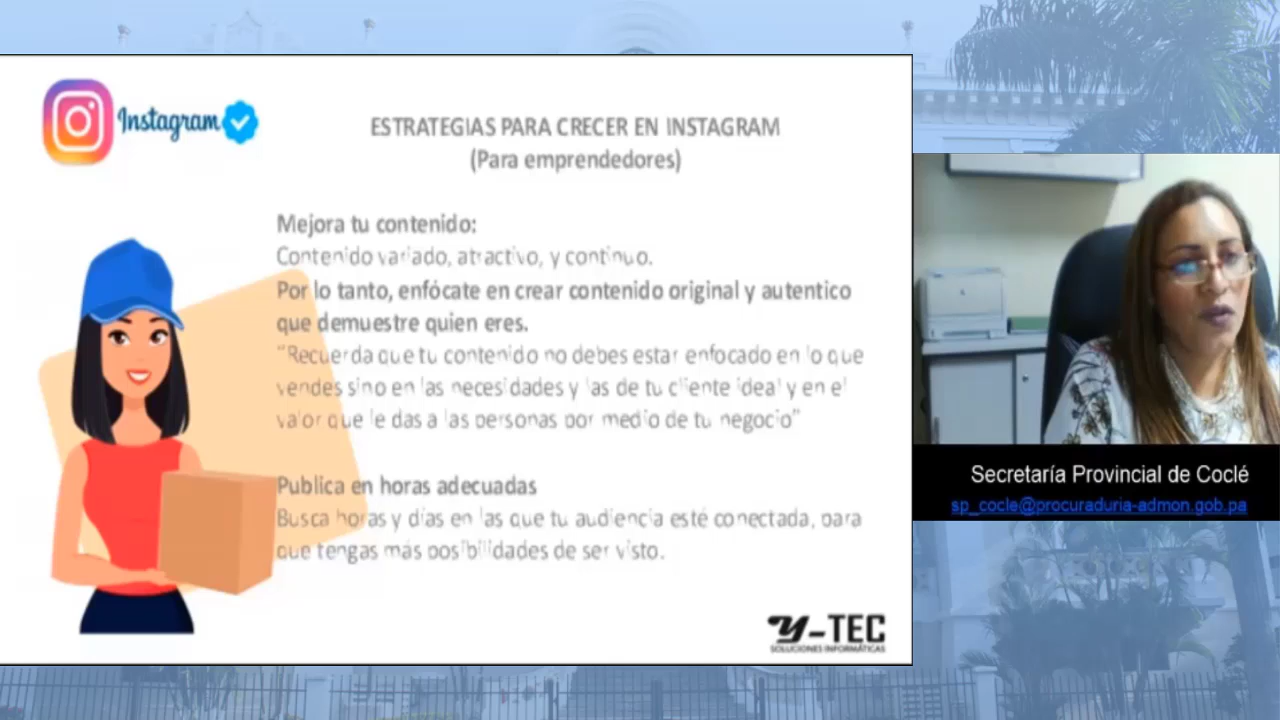 Instagram
ESTRATEGIAS PARA CRECER EN INSTAGRAM
(Para emprendedores)
Mejora tu contenido:
Contenido variado, atractivo, y continuo.
Por lo tanto, enfócate en crear contenido original y autentico
que demuestre quien eres.
"Recuerda que tu contenido no debes estar enfocado en lo que
vendes sino en las necesidades y las de tu cliente ideal y en el
valor que le das a las personas por medio de tu negocio"
Publica en horas adecuadas
Busca horas y días en las que tu audiencia esté conectada, para
que tengas más posibilidades de ser visto.
Y-TEC
SOLUCIONES INFORMÁTICAS
Secretaría Provincial de Coclé
sp_cocle@procuraduria-admon.gob.pa